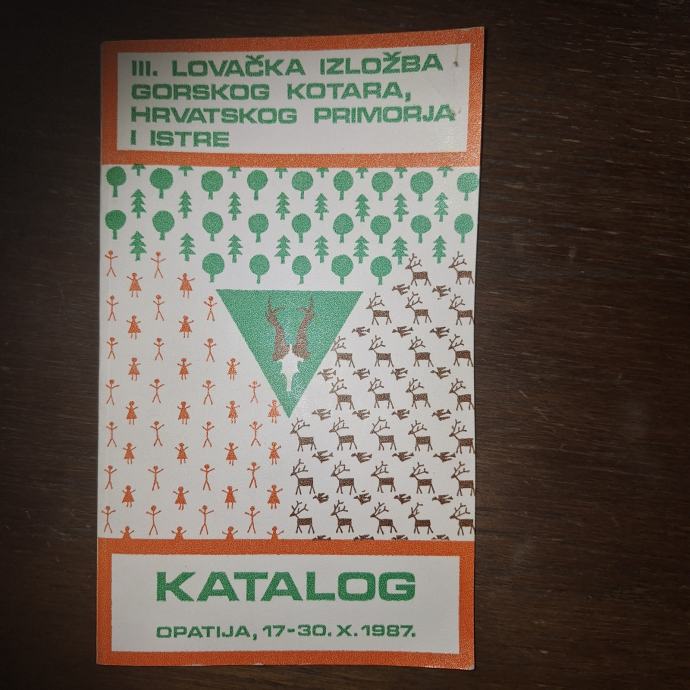 III. LOVAČKA IZLOŽBA
GORSKOG KOTARA,
HRVATSKOG PRIMORJA
I ISTRE
KATALOG
OPATIJA, 17-30. X. 1987.